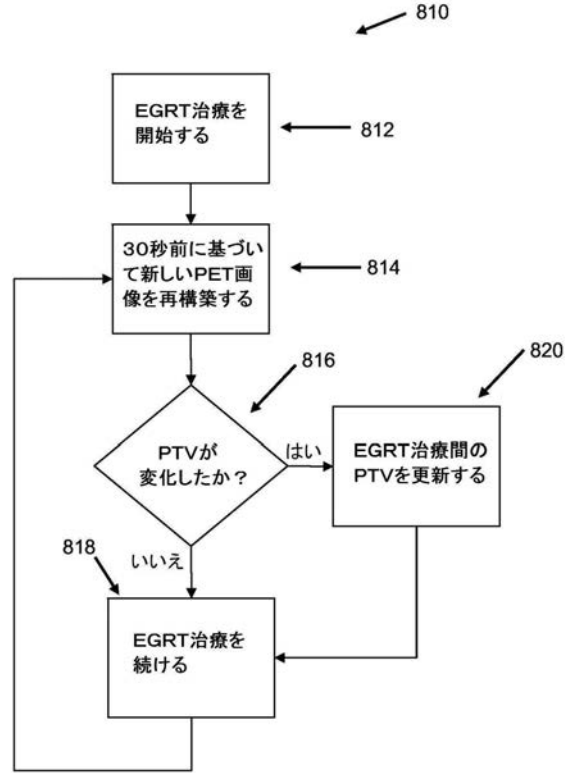 810
EGRT治療を
開始する
812
30秒前に基づい
て新しいPET画
像を再構築する
814
816
820
PTVが
変化したか？
はい
EGRT治療間の
PTVを更新する
いいえ
818
EGRT治療を
続ける